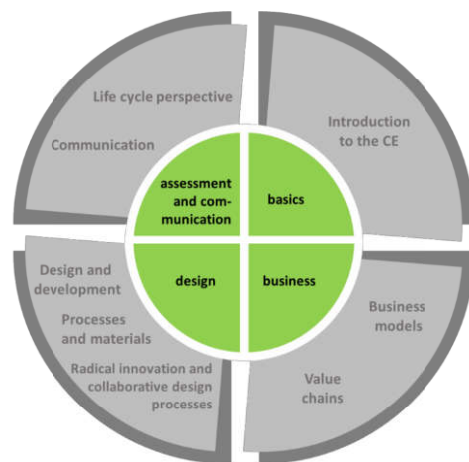 Life cycle perspective
Communication
Introduction
to the CE
assessment
and com-
munication
basics
design
business
Design and
development
Processes
and materials
Radical innovation and
collaborative design
processes
Business
models
Value
chains